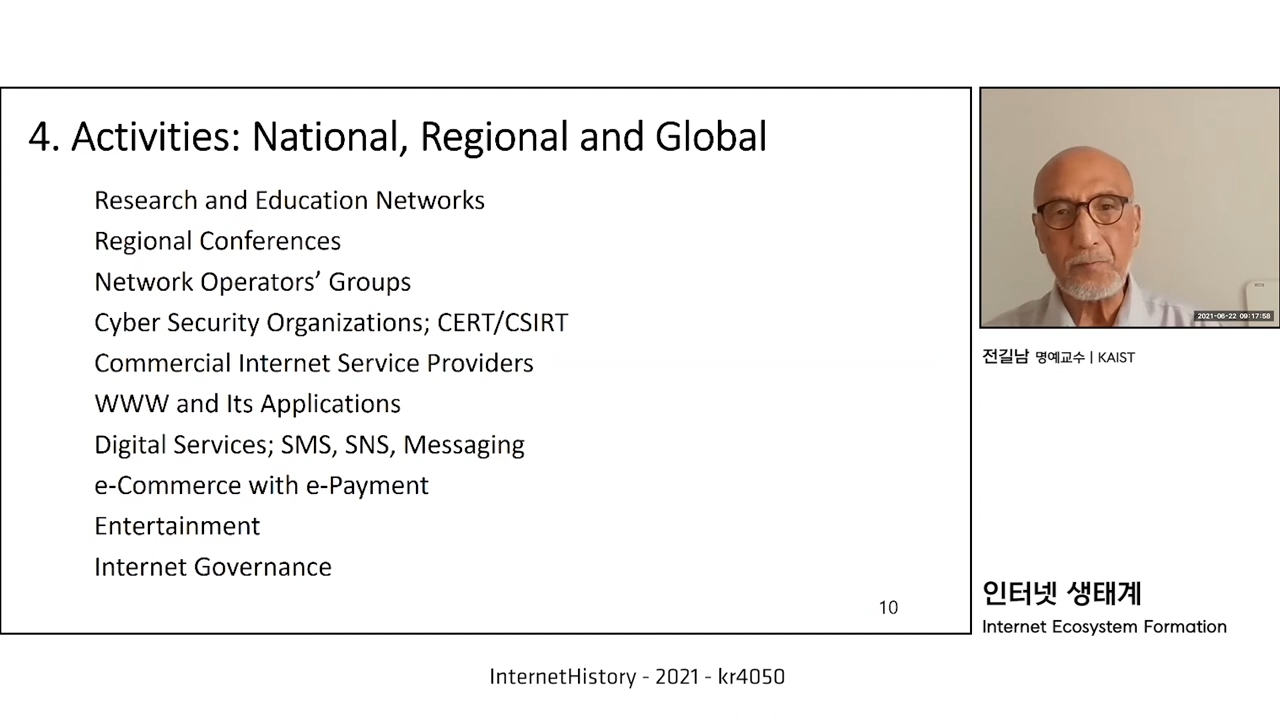 4. Activities: National, Regional and Global
Research and Education Networks
Regional Conferences
Network Operators’ Groups
Cyber Security Organizations; CERT/CSIRT
Commercial Internet Service Providers
WWW and Its Applications
Digital Services; SMS, SNS, Messaging
e-Commerce with e-Payment
Entertainment
Internet Governance
10
2021-06-22 09:17:58
전길남 명예교수 | KAIST
인터넷 생태계
Internet Ecosystem Formation
InternetHistory - 2021 - kr4050